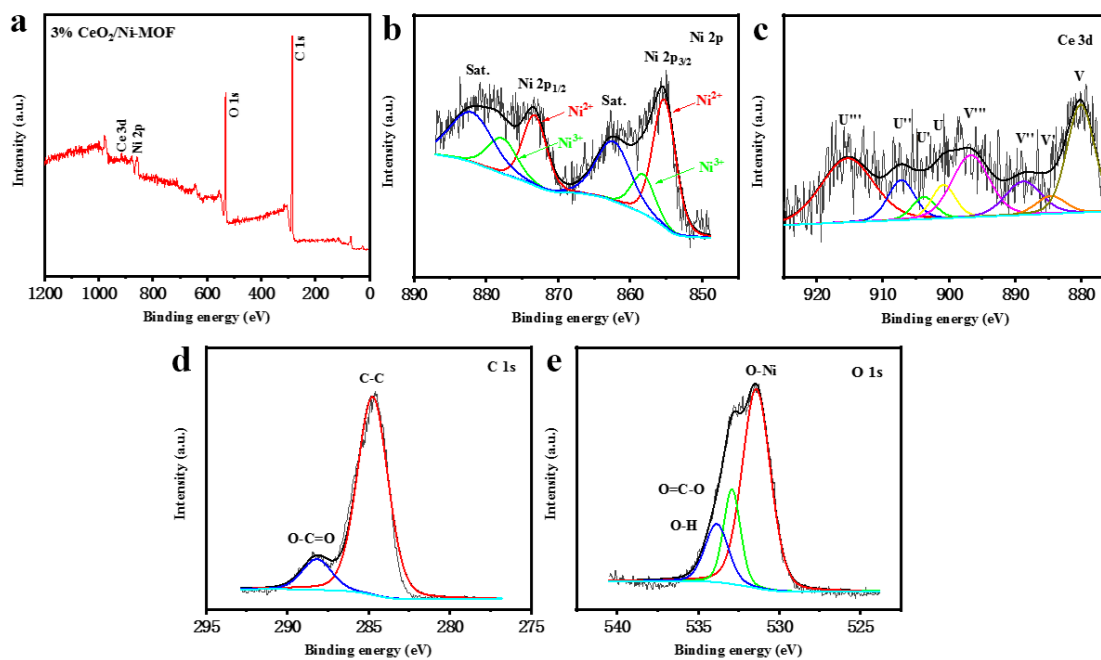 a
3% CeO₂/Ni-MOF
O 1s
C 1s
Ce 3d
Ni 2p
Intensity (a.u.)
1200 1000 800 600 400 200 0
Binding energy (eV)
b
Ni 2p
Sat.
Ni 2p₁/₂
Sat.
Ni 2p₃/₂
Ni²⁺
Ni³⁺
Ni²⁺
Ni³⁺
Intensity (a.u.)
890 880 870 860 850
Binding energy (eV)
c
Ce 3d
U'''
U''
U'
U
V'''
V''
V'
V
Intensity (a.u.)
920 910 900 890 880
Binding energy (eV)
d
C 1s
C-C
O-C=O
Intensity (a.u.)
295 290 285 280 275
Binding energy (eV)
e
O 1s
O-Ni
O=C-O
O-H
Intensity (a.u.)
540 535 530 525
Binding energy (eV)